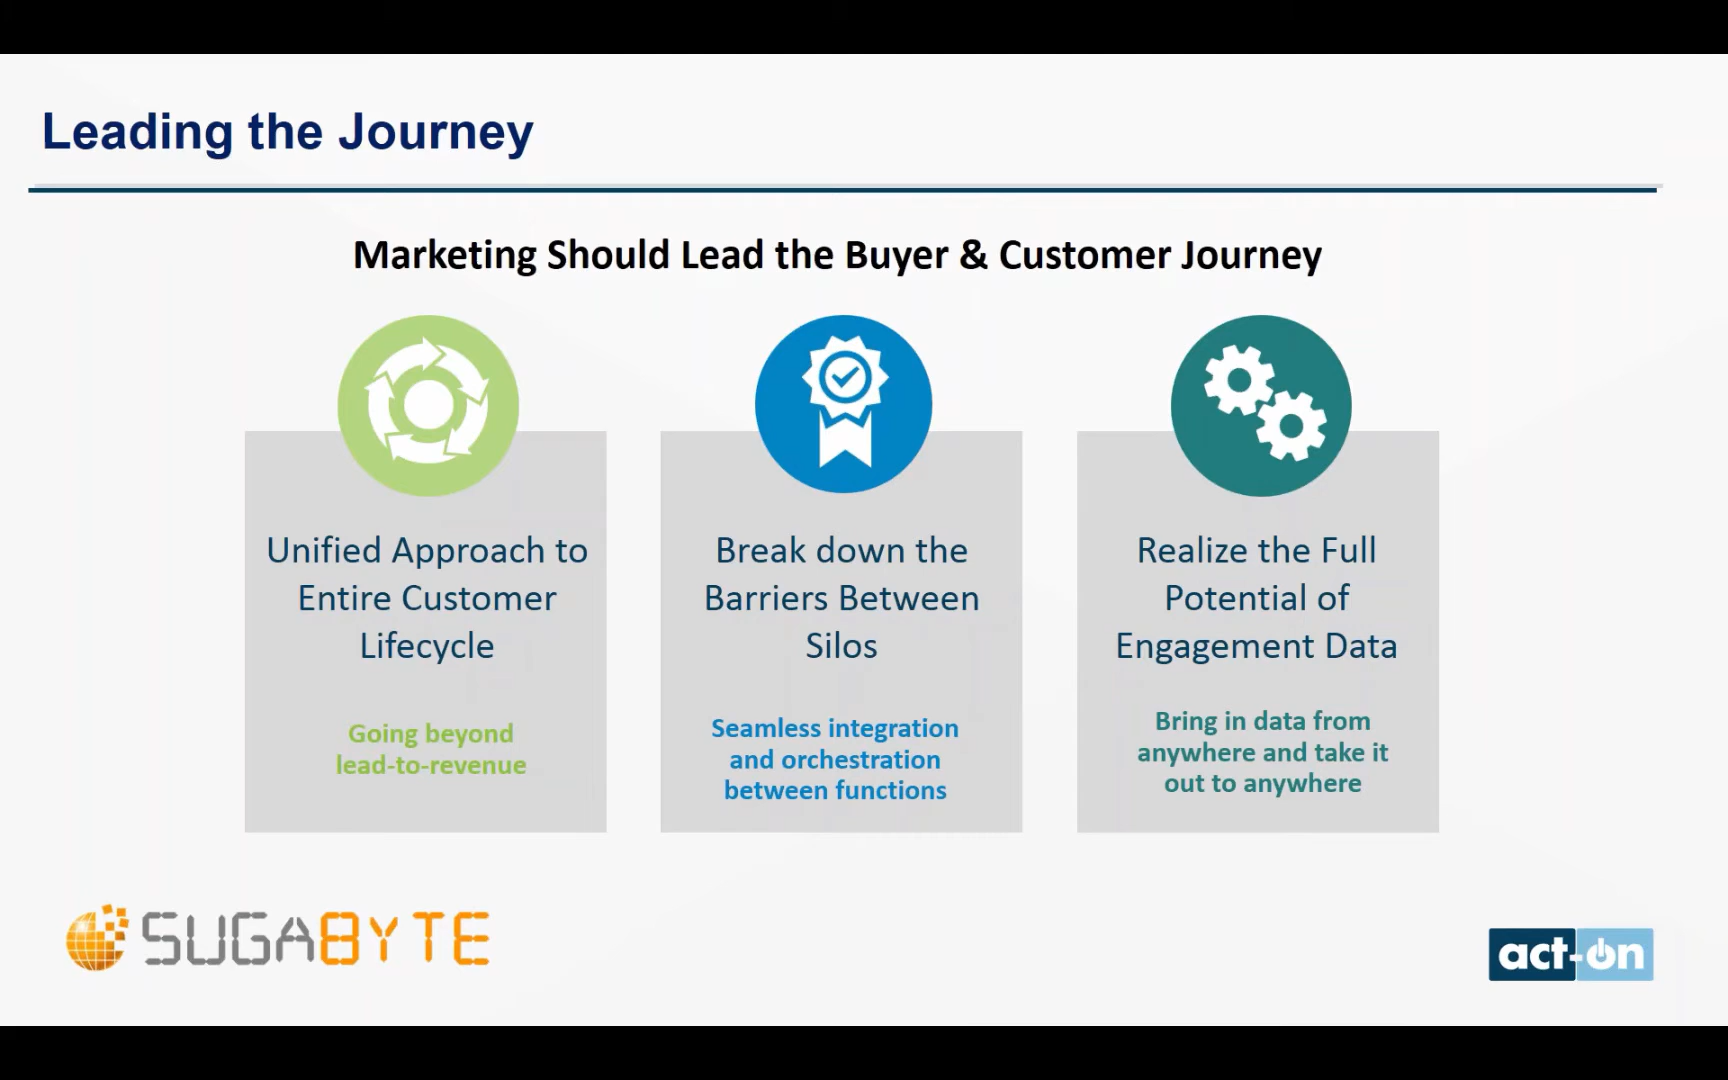 Leading the Journey
Marketing Should Lead the Buyer & Customer Journey
Unified Approach to
Entire Customer
Lifecycle
Going beyond
lead-to-revenue
Break down the
Barriers Between
Silos
Seamless integration
and orchestration
between functions
Realize the Full
Potential of
Engagement Data
Bring in data from
anywhere and take it
out to anywhere
SUGABYTE
act-on